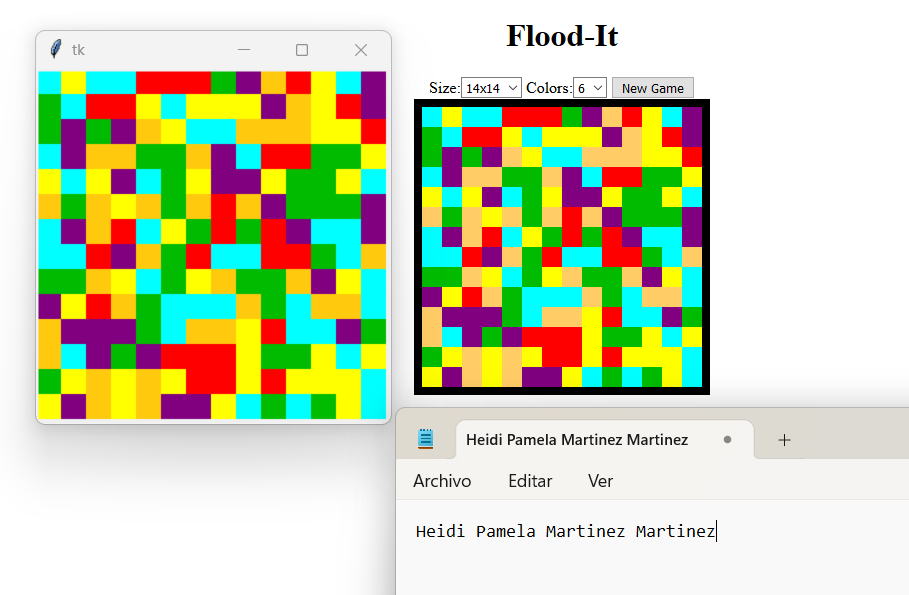 tk
Flood-It
Size: 14x14 Colors: 6 New Game
Heidi Pamela Martinez Martinez
Archivo Editar Ver
Heidi Pamela Martinez Martinez